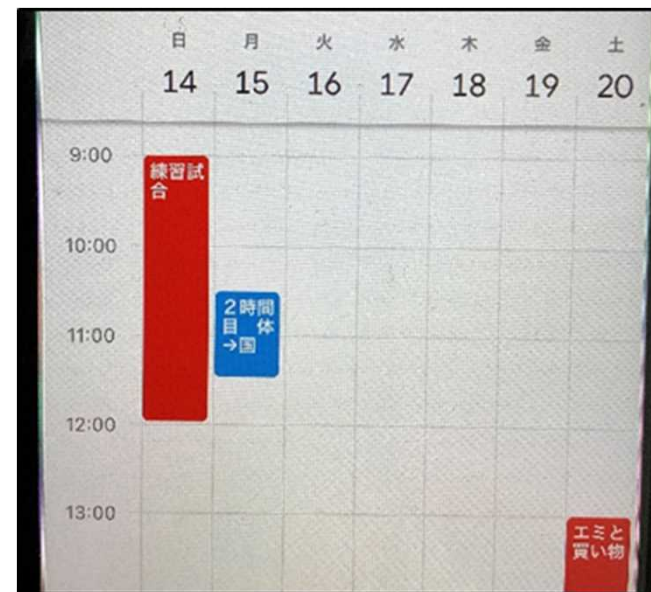 日 月 火 水 木 金 土
14 15 16 17 18 19 20
9:00
練習試
合
10:00
2時間
目 体
→国
11:00
12:00
13:00
エミと
買い物